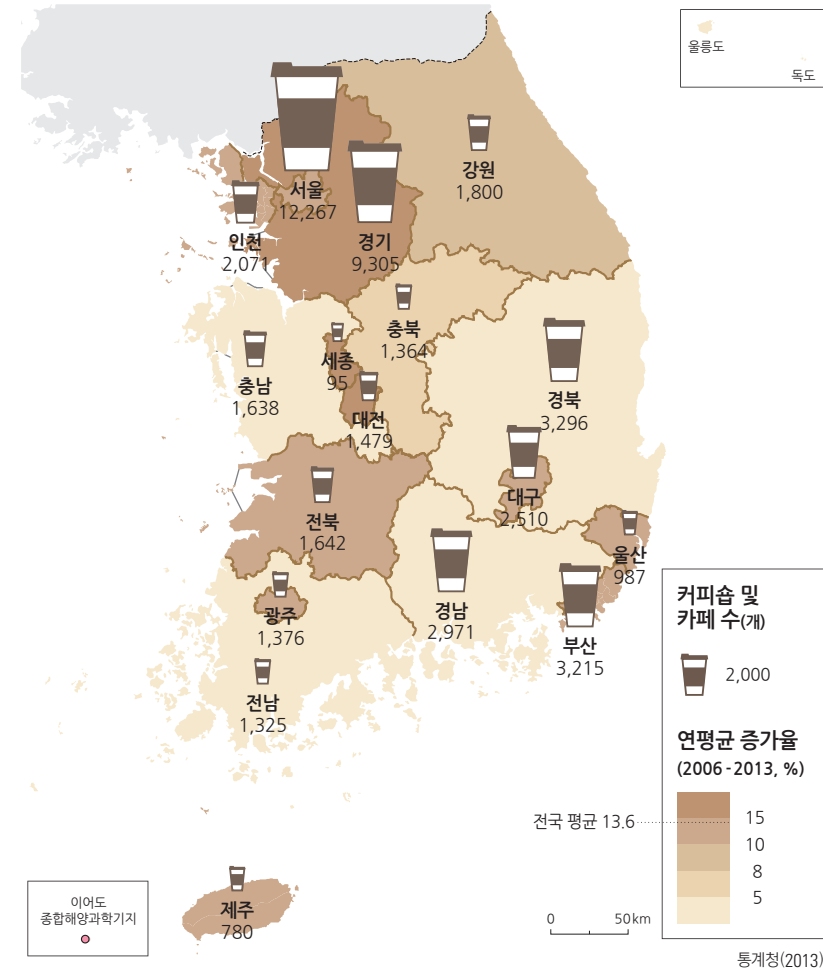 울릉도
독도
강원
1,800
서울
12,267
인천
2,071
경기
9,305
충북
1,364
세종
95
충남
1,638
대전
1,479
경북
3,296
대구
2,510
전북
1,642
울산
987
광주
1,376
경남
2,971
부산
3,215
전남
1,325
제주
780
이어도
종합해양과학기지
커피숍 및
카페 수(개)
2,000
연평균 증가율
(2006-2013, %)
전국 평균 13.6
15
10
8
5
0 50km
통계청(2013)